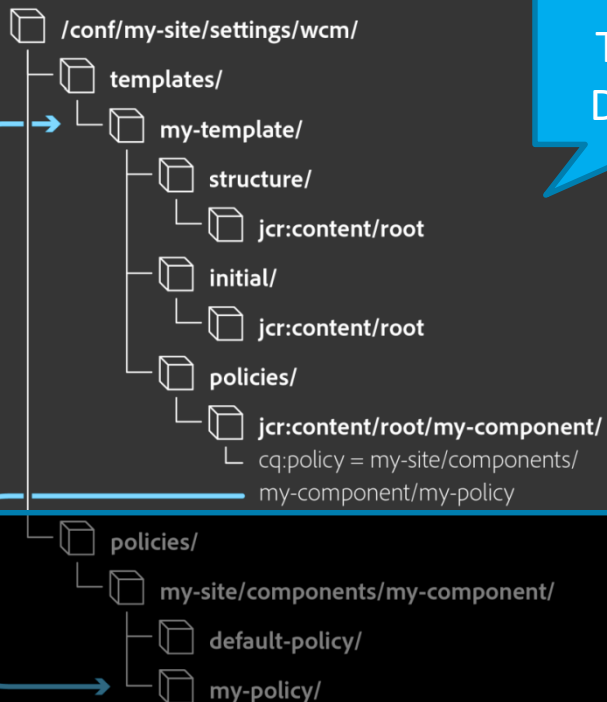 /conf/my-site/settings/wcm/
templates/
my-template/
structure/
jcr:content/root
initial/
jcr:content/root
policies/
jcr:content/root/my-component/
cq:policy = my-site/components/
my-component/my-policy
policies/
my-site/components/my-component/
default-policy/
my-policy/